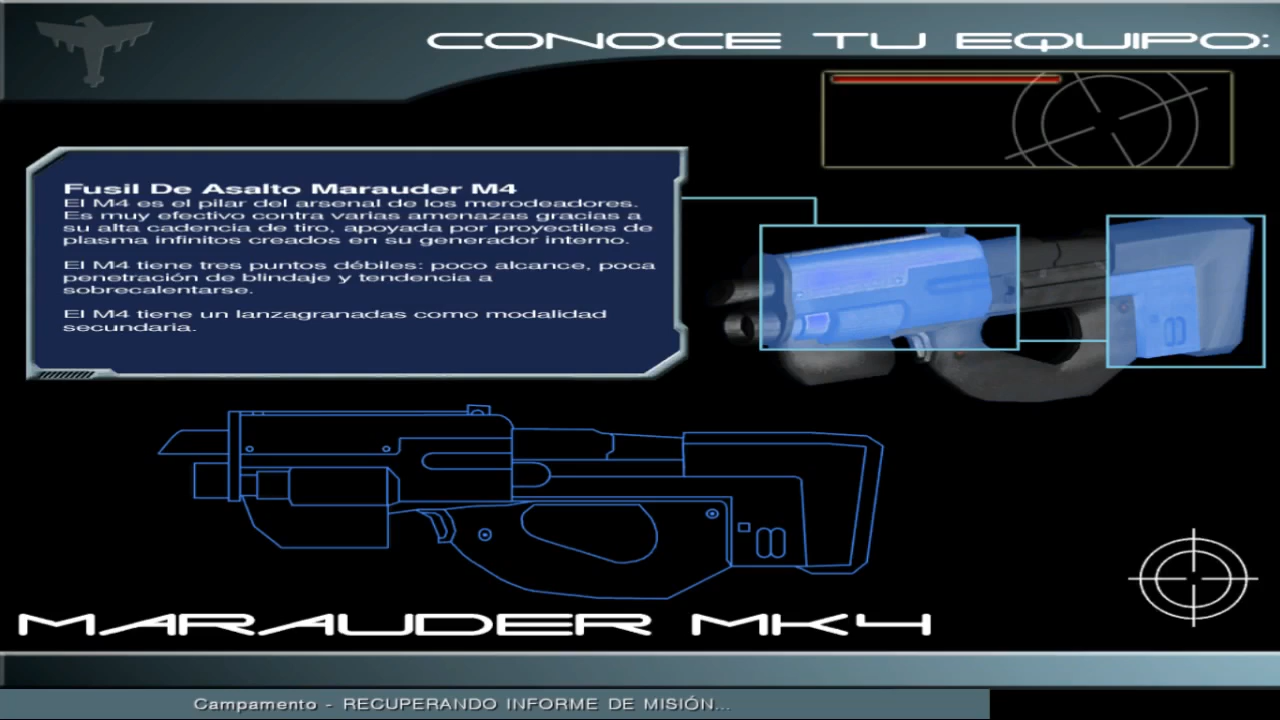 CONOCE TU EQUIPO:
Fusil De Asalto Marauder M4
El M4 es el pilar del arsenal de los merodeadores.
Es muy efectivo contra varias amenazas gracias a
su alta cadencia de tiro, apoyada por proyectiles de
plasma infinitos creados en su generador interno.
El M4 tiene tres puntos débiles: poco alcance, poca
penetración de blindaje y tendencia a
sobrecalentarse.
El M4 tiene un lanzagranadas como modalidad
secundaria.
MARAUDER MK4
Campamento - RECUPERANDO INFORME DE MISIÓN...